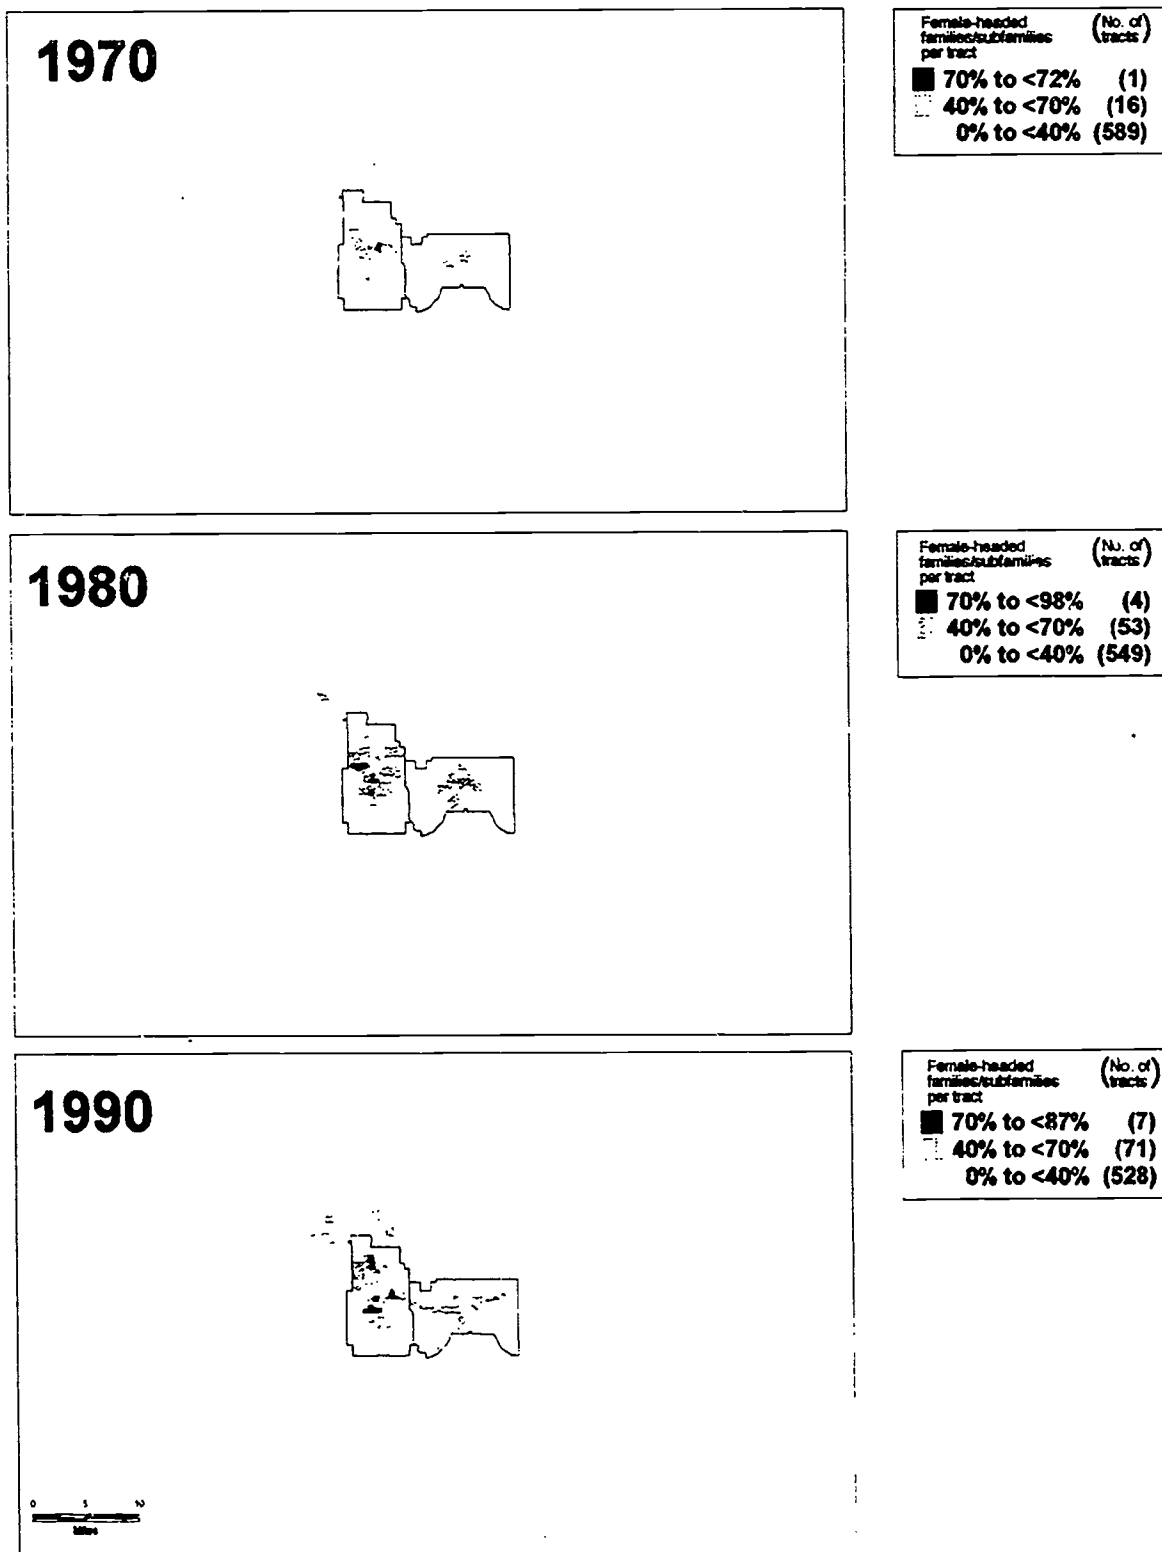 1970
Female-headed (No. of
families/subfamilies tracts)
per tract
70% to <72% (1)
40% to <70% (16)
0% to <40% (589)
1980
Female-headed (No. of
families/subfamilies tracts)
per tract
70% to <98% (4)
40% to <70% (53)
0% to <40% (549)
1990
Female-headed (No. of
families/subfamilies tracts)
per tract
70% to <87% (7)
40% to <70% (71)
0% to <40% (528)
0 5 10
Miles